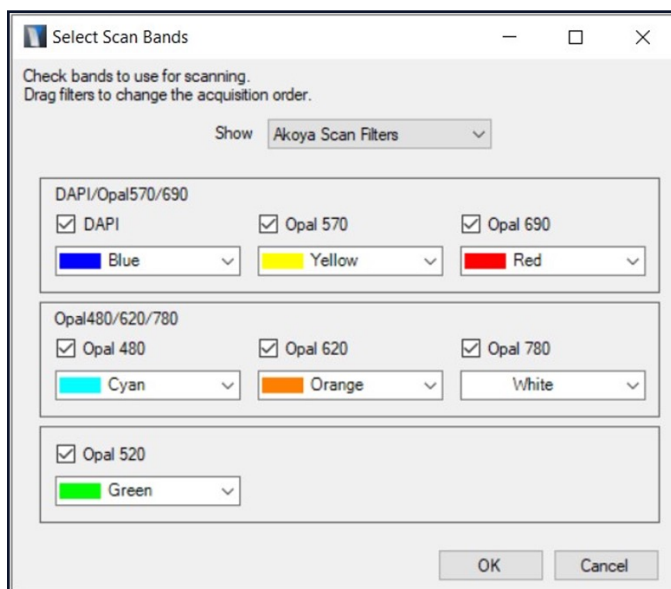 Select Scan Bands
Check bands to use for scanning.
Drag filters to change the acquisition order.
Show Akoya Scan Filters
DAPI/Opal570/690
DAPI Opal 570 Opal 690
Blue Yellow Red
Opal480/620/780
Opal 480 Opal 620 Opal 780
Cyan Orange White
Opal 520
Green
OK Cancel